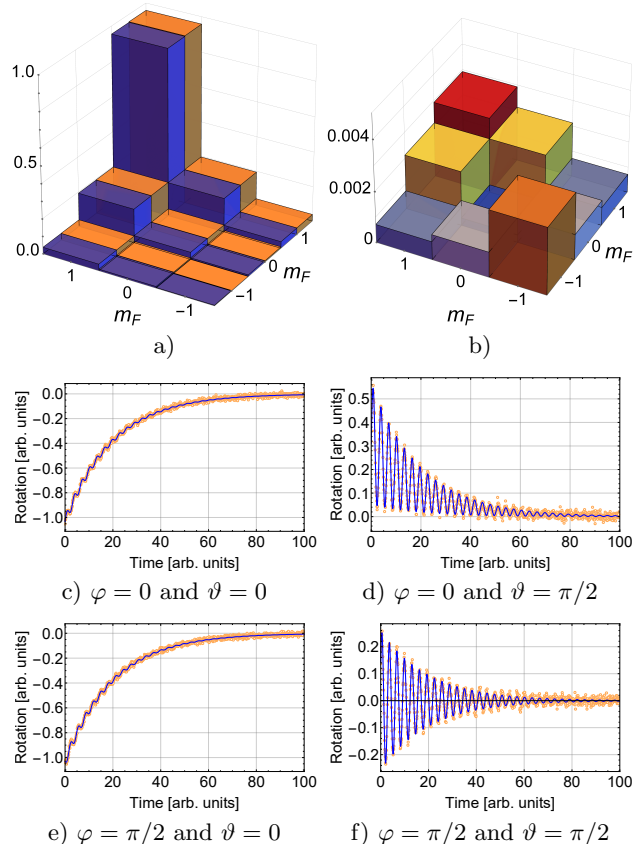 1.0
0.5
0.0
1
0
−1
m_F
1
0
−1
m_F
a)
0.004
0.002
0
1
0
−1
m_F
1
0
−1
m_F
b)
Rotation [arb. units]
0.0
−0.2
−0.4
−0.6
−0.8
−1.0
0 20 40 60 80 100
Time [arb. units]
c) φ = 0 and ϑ = 0
Rotation [arb. units]
0.5
0.4
0.3
0.2
0.1
0.0
0 20 40 60 80 100
Time [arb. units]
d) φ = 0 and ϑ = π/2
Rotation [arb. units]
0.0
−0.2
−0.4
−0.6
−0.8
−1.0
0 20 40 60 80 100
Time [arb. units]
e) φ = π/2 and ϑ = 0
Rotation [arb. units]
0.2
0.1
0.0
−0.1
−0.2
0 20 40 60 80 100
Time [arb. units]
f) φ = π/2 and ϑ = π/2